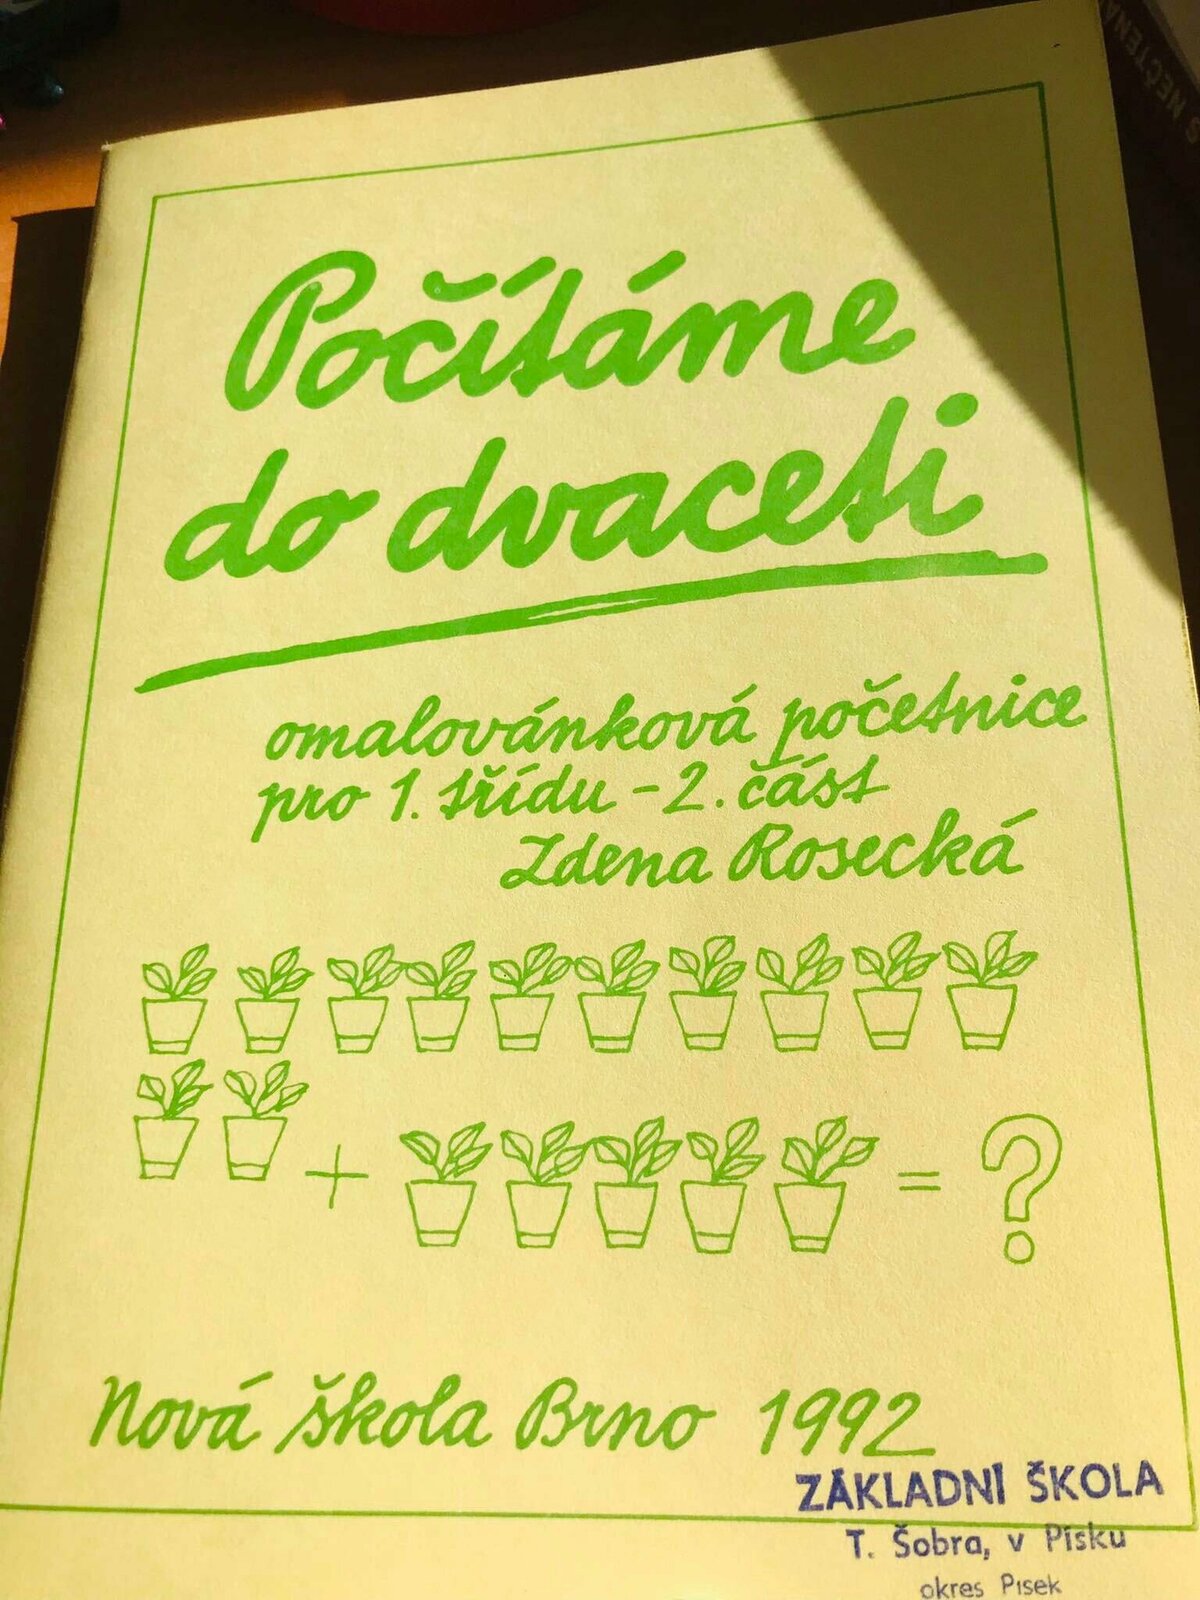 Počítáme
do dvaceti
omalovánková početnice
pro 1. třídu - 2. část
Zdena Rosecká
+ = ?
Nová škola Brno 1992
ZÁKLADNÍ ŠKOLA
T. Šobra, v Písku
okres Písek